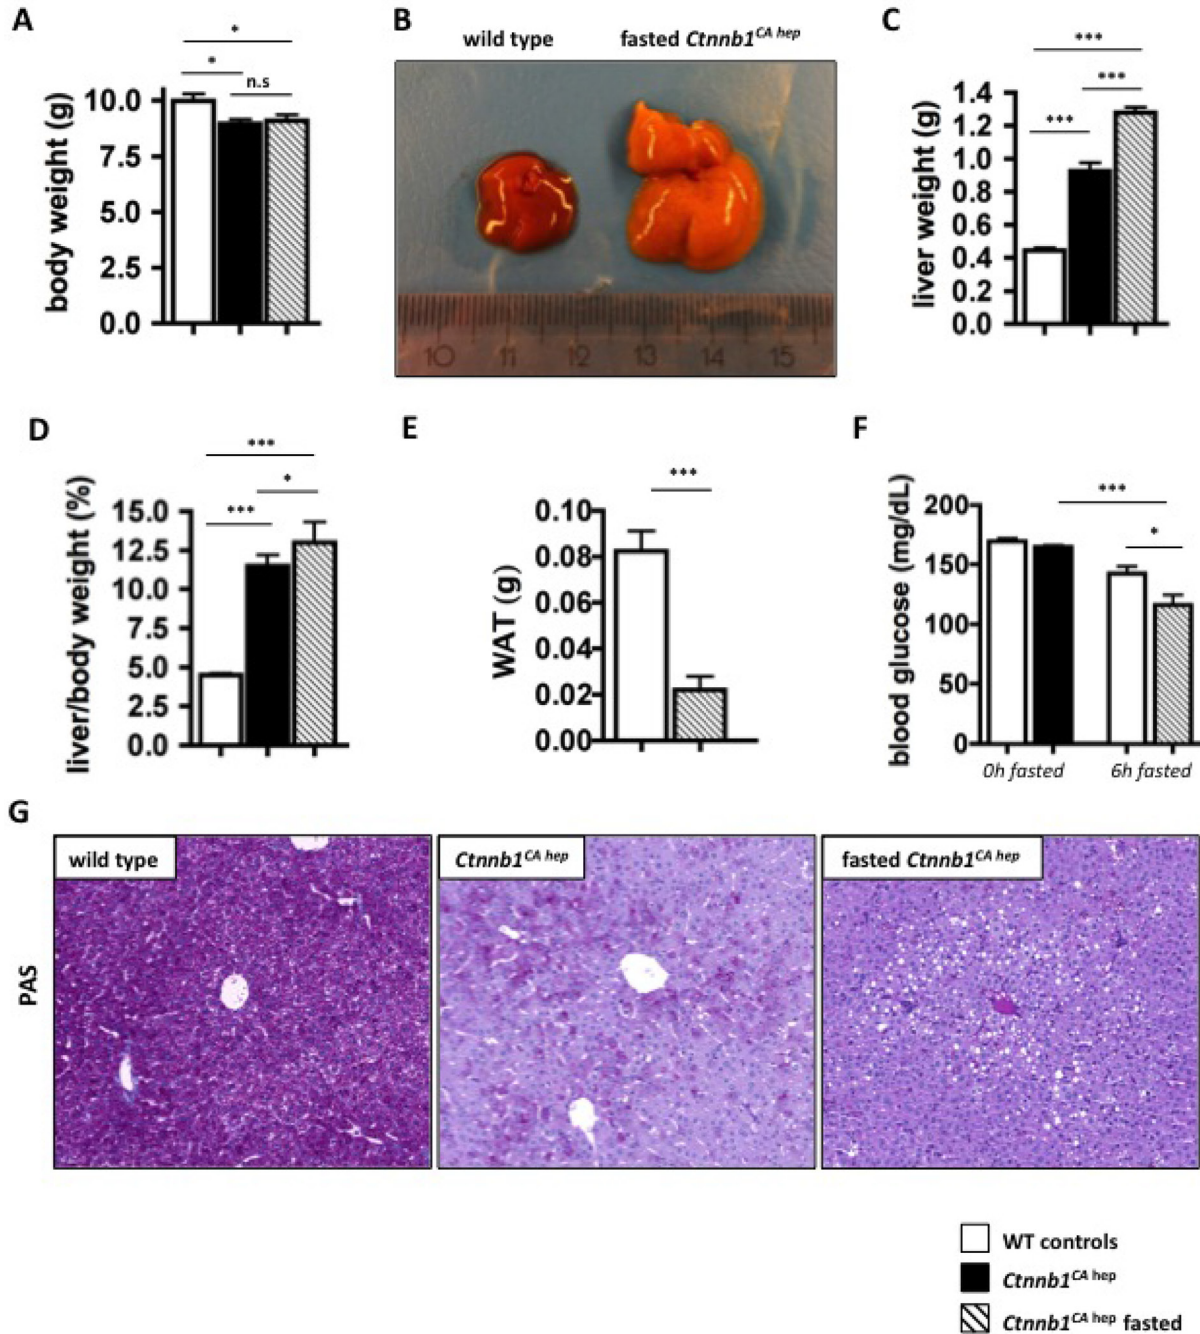 A
body weight (g)
10.0
7.5
5.0
2.5
0.0
*
*
n.s
B
wild type
fasted Ctnnb1CA hep
10 11 12 13 14 15
C
liver weight (g)
1.4
1.2
1.0
0.8
0.6
0.4
0.2
0.0
***
***
***
D
liver/body weight (%)
15.0
12.5
10.0
7.5
5.0
2.5
0.0
***
*
***
E
WAT (g)
0.10
0.08
0.06
0.04
0.02
0.00
***
F
blood glucose (mg/dL)
200
150
100
50
0
***
*
0h fasted
6h fasted
G
PAS
wild type
Ctnnb1CA hep
fasted Ctnnb1CA hep
WT controls
Ctnnb1CA hep
Ctnnb1CA hep fasted